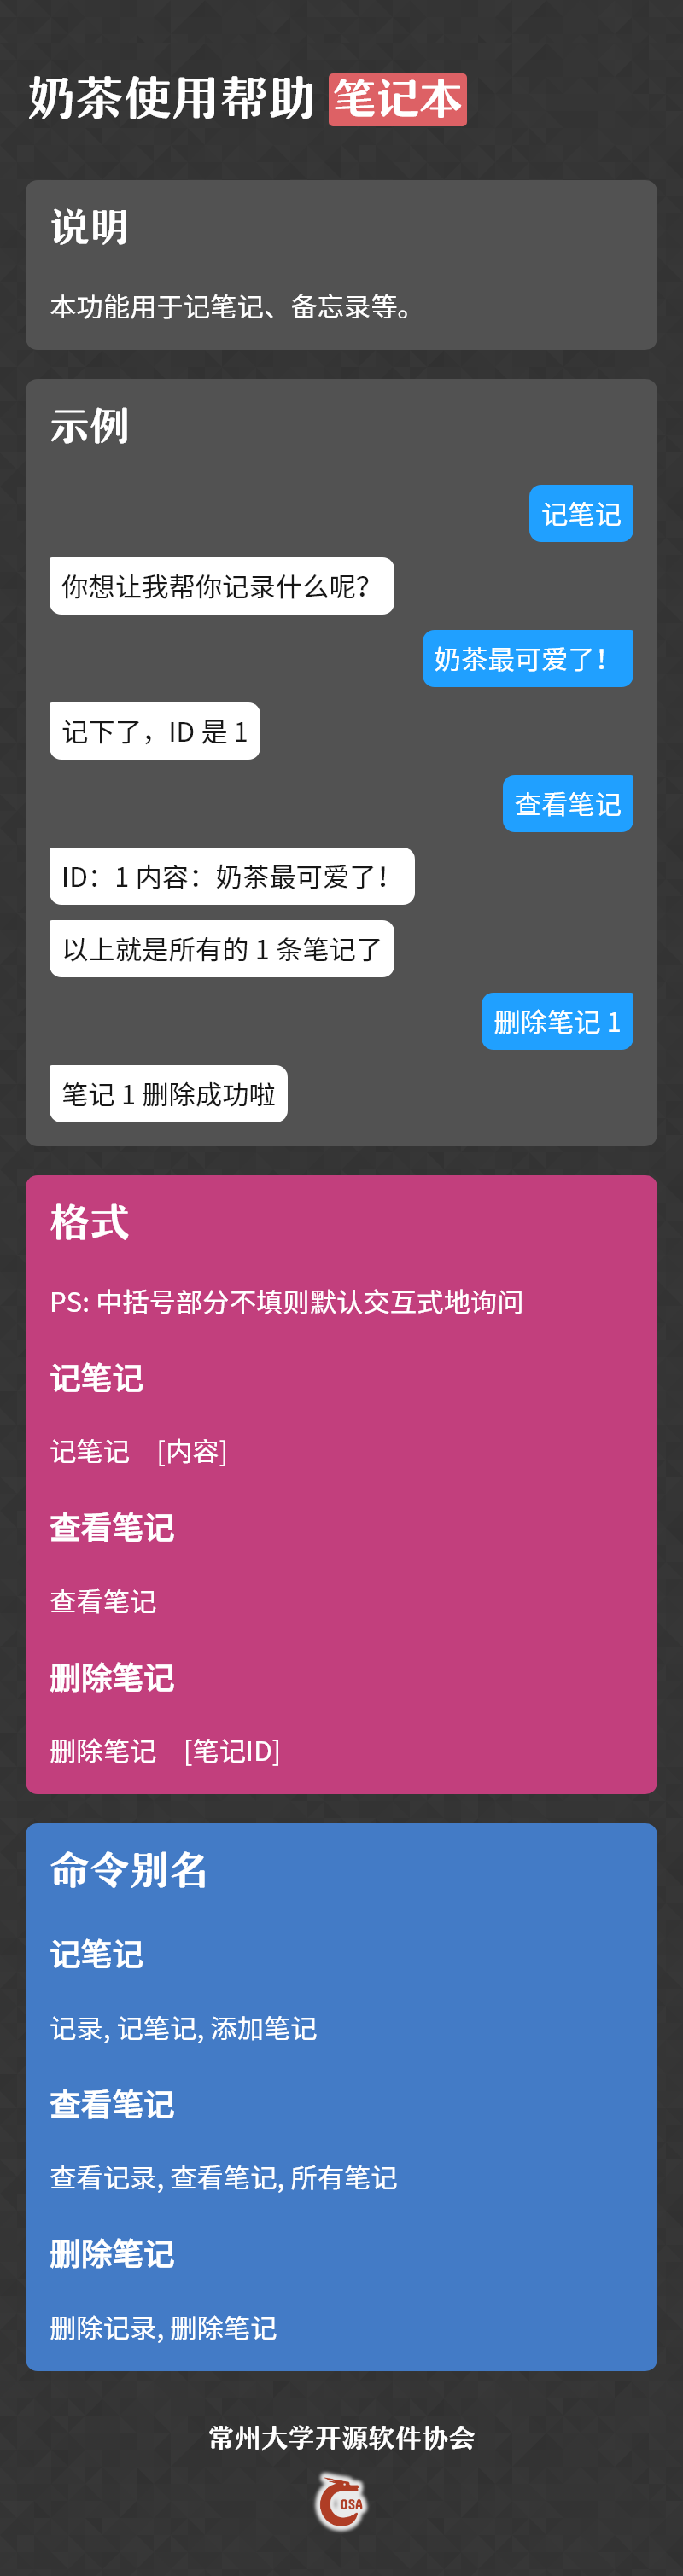 奶茶使用帮助 笔记本
说明
本功能用于记笔记、备忘录等。
示例
记笔记
你想让我帮你记录什么呢？
奶茶最可爱了！
记下了，ID 是 1
查看笔记
ID：1 内容：奶茶最可爱了！
以上就是所有的 1 条笔记了
删除笔记 1
笔记 1 删除成功啦
格式
PS: 中括号部分不填则默认交互式地询问
记笔记
记笔记　[内容]
查看笔记
查看笔记
删除笔记
删除笔记　[笔记ID]
命令别名
记笔记
记录, 记笔记, 添加笔记
查看笔记
查看记录, 查看笔记, 所有笔记
删除笔记
删除记录, 删除笔记
常州大学开源软件协会
OSA